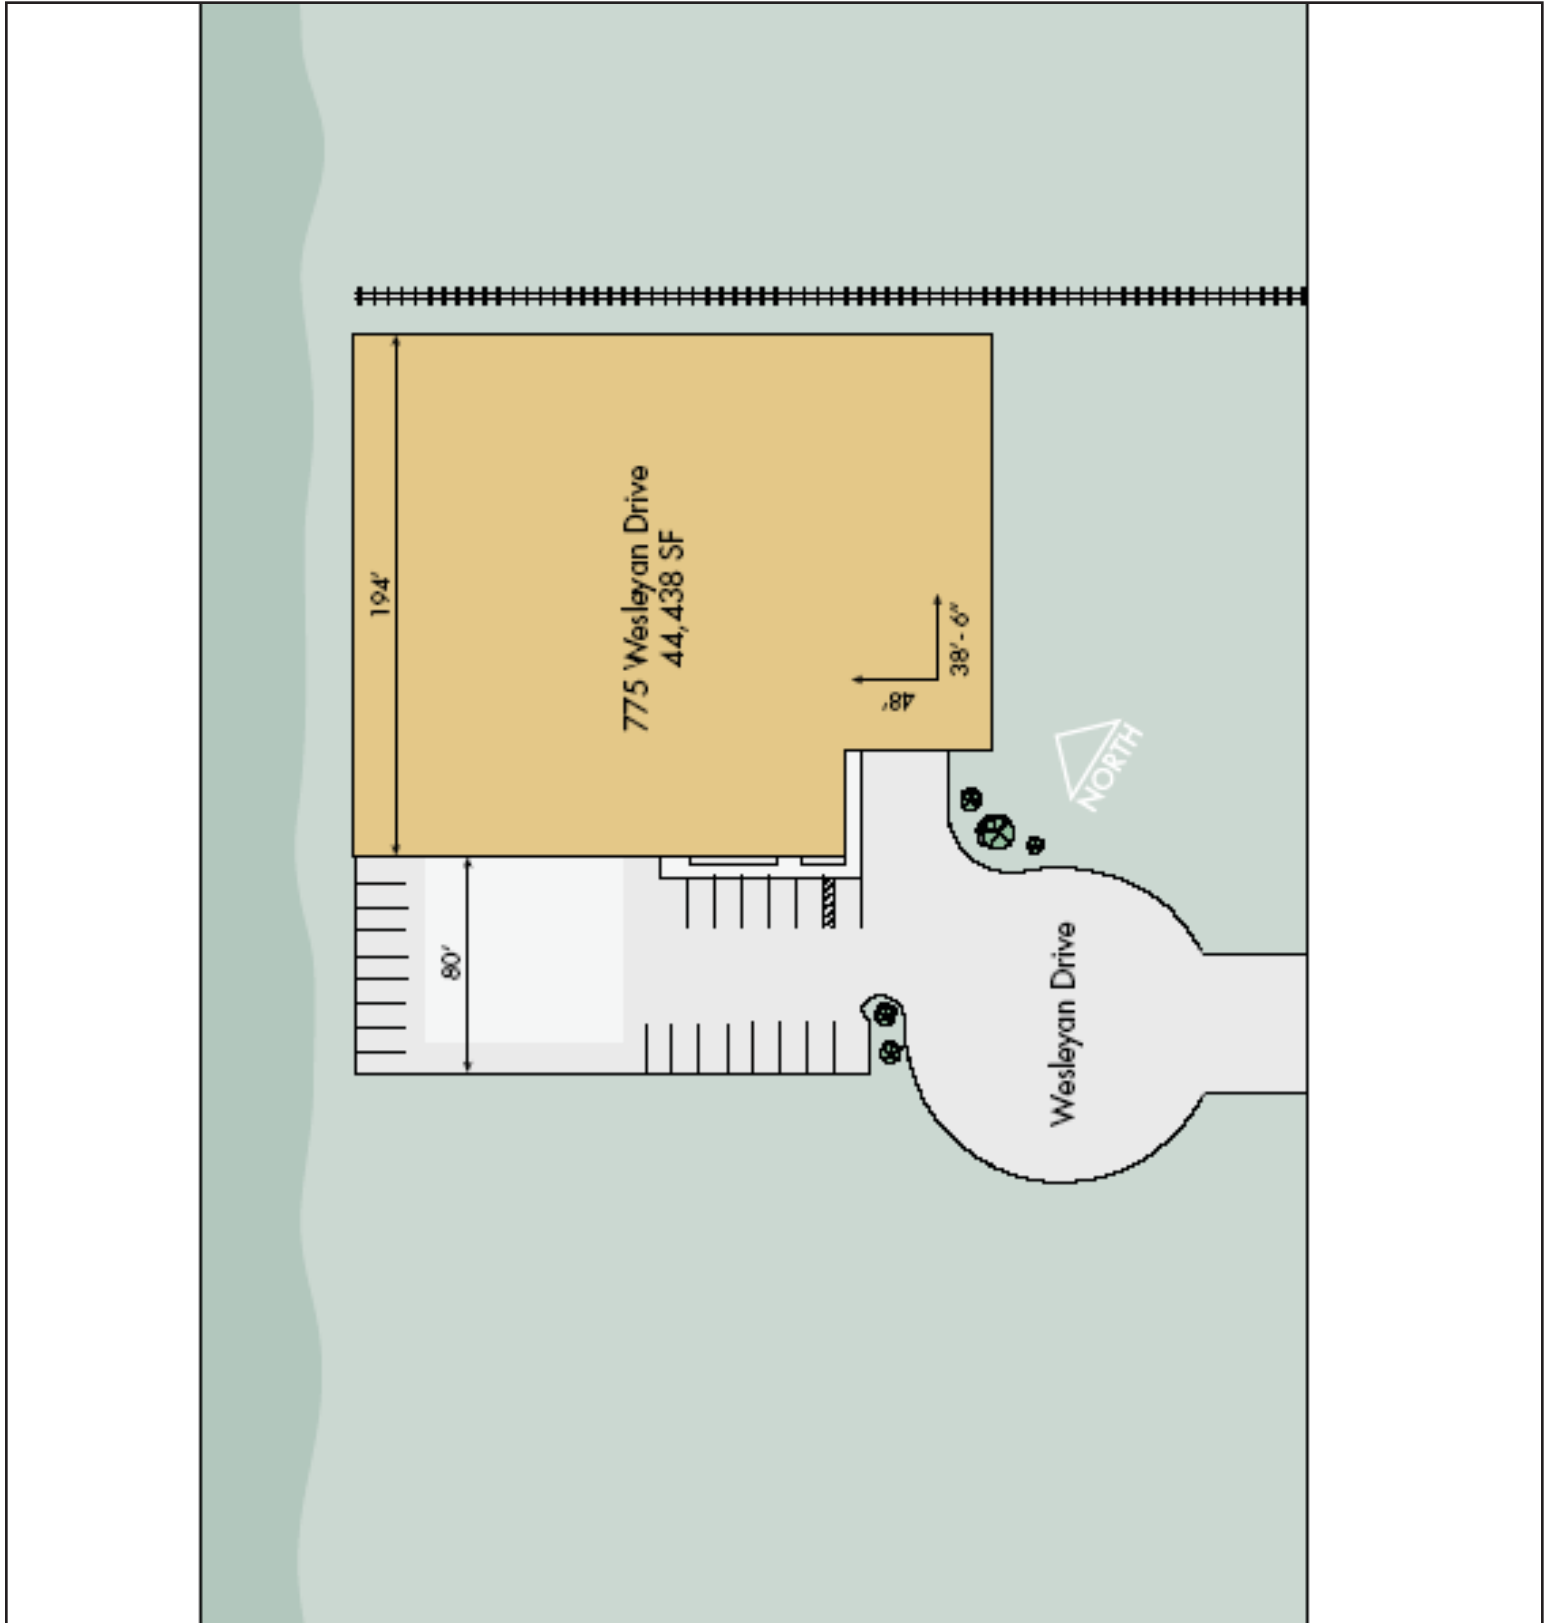 194'
775 Wesleyan Drive
44,438 SF
48'
38'- 6"
NORTH
80'
Wesleyan Drive